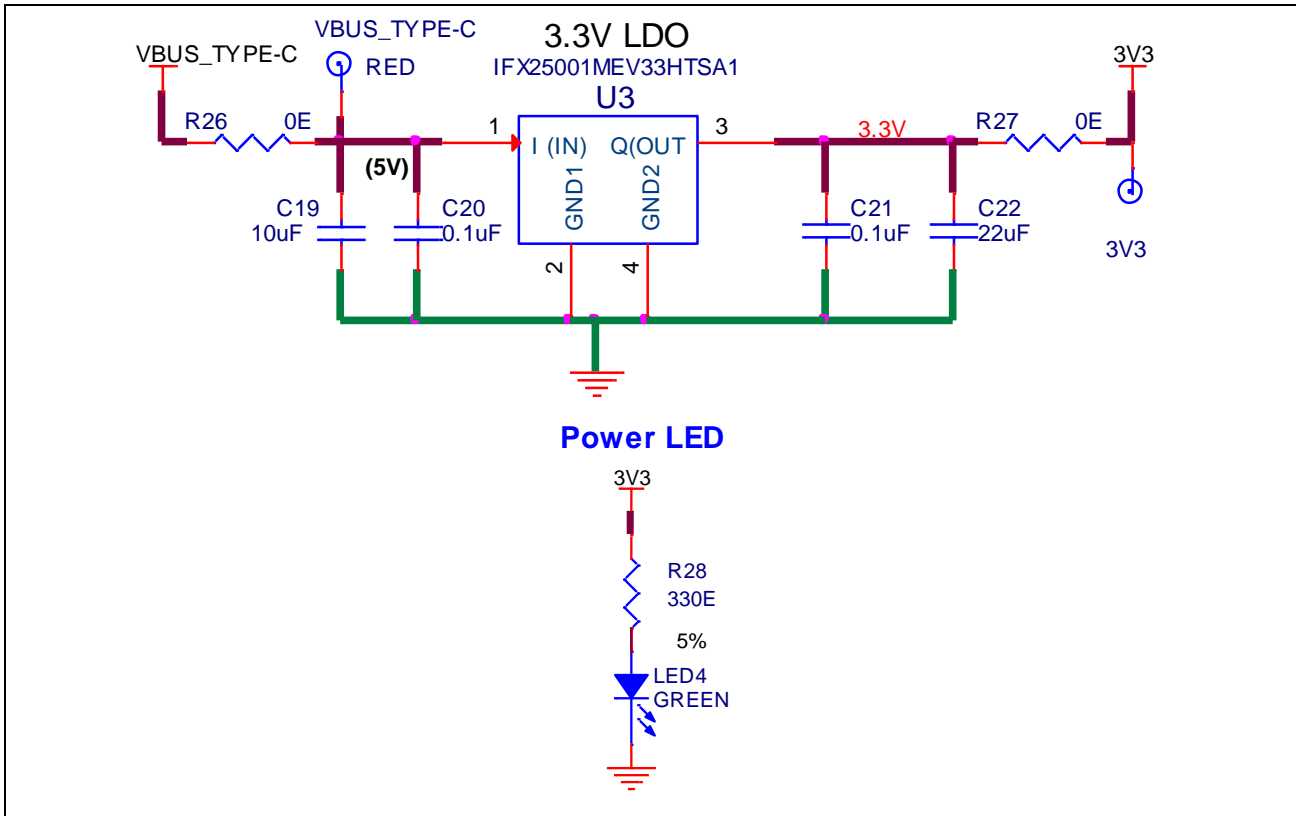 VBUS_TYPE-C
VBUS_TYPE-C
RED
3.3V LDO
IFX25001MEV33HTSA1
U3
3V3
R26
0E
1
I (IN)
Q(OUT
3
3.3V
R27
0E
(5V)
GND1
GND2
C19
10uF
C20
0.1uF
C21
0.1uF
C22
22uF
3V3
2
4
Power LED
3V3
R28
330E
5%
LED4
GREEN